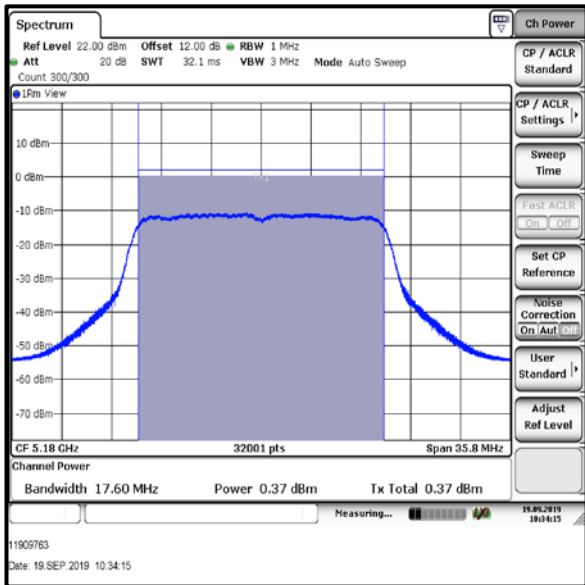 Spectrum
Ref Level 22.00 dBm Offset 12.00 dB RBW 1 MHz
Att 20 dB SWT 32.1 ms VBW 3 MHz Mode Auto Sweep
Count 300/300
1Rm View
10 dBm
0 dBm
-10 dBm
-20 dBm
-30 dBm
-40 dBm
-50 dBm
-60 dBm
-70 dBm
CF 5.18 GHz 32001 pts Span 35.8 MHz
Channel Power
Bandwidth 17.60 MHz Power 0.37 dBm Tx Total 0.37 dBm
Measuring... 19.09.2019
10:34:15
Ch Power
CP / ACLR
Standard
CP / ACLR
Settings
Sweep
Time
Fast ACLR
On Off
Set CP
Reference
Noise
Correction
On Aut Off
User
Standard
Adjust
Ref Level
11909763
Date: 19.SEP.2019 10:34:15